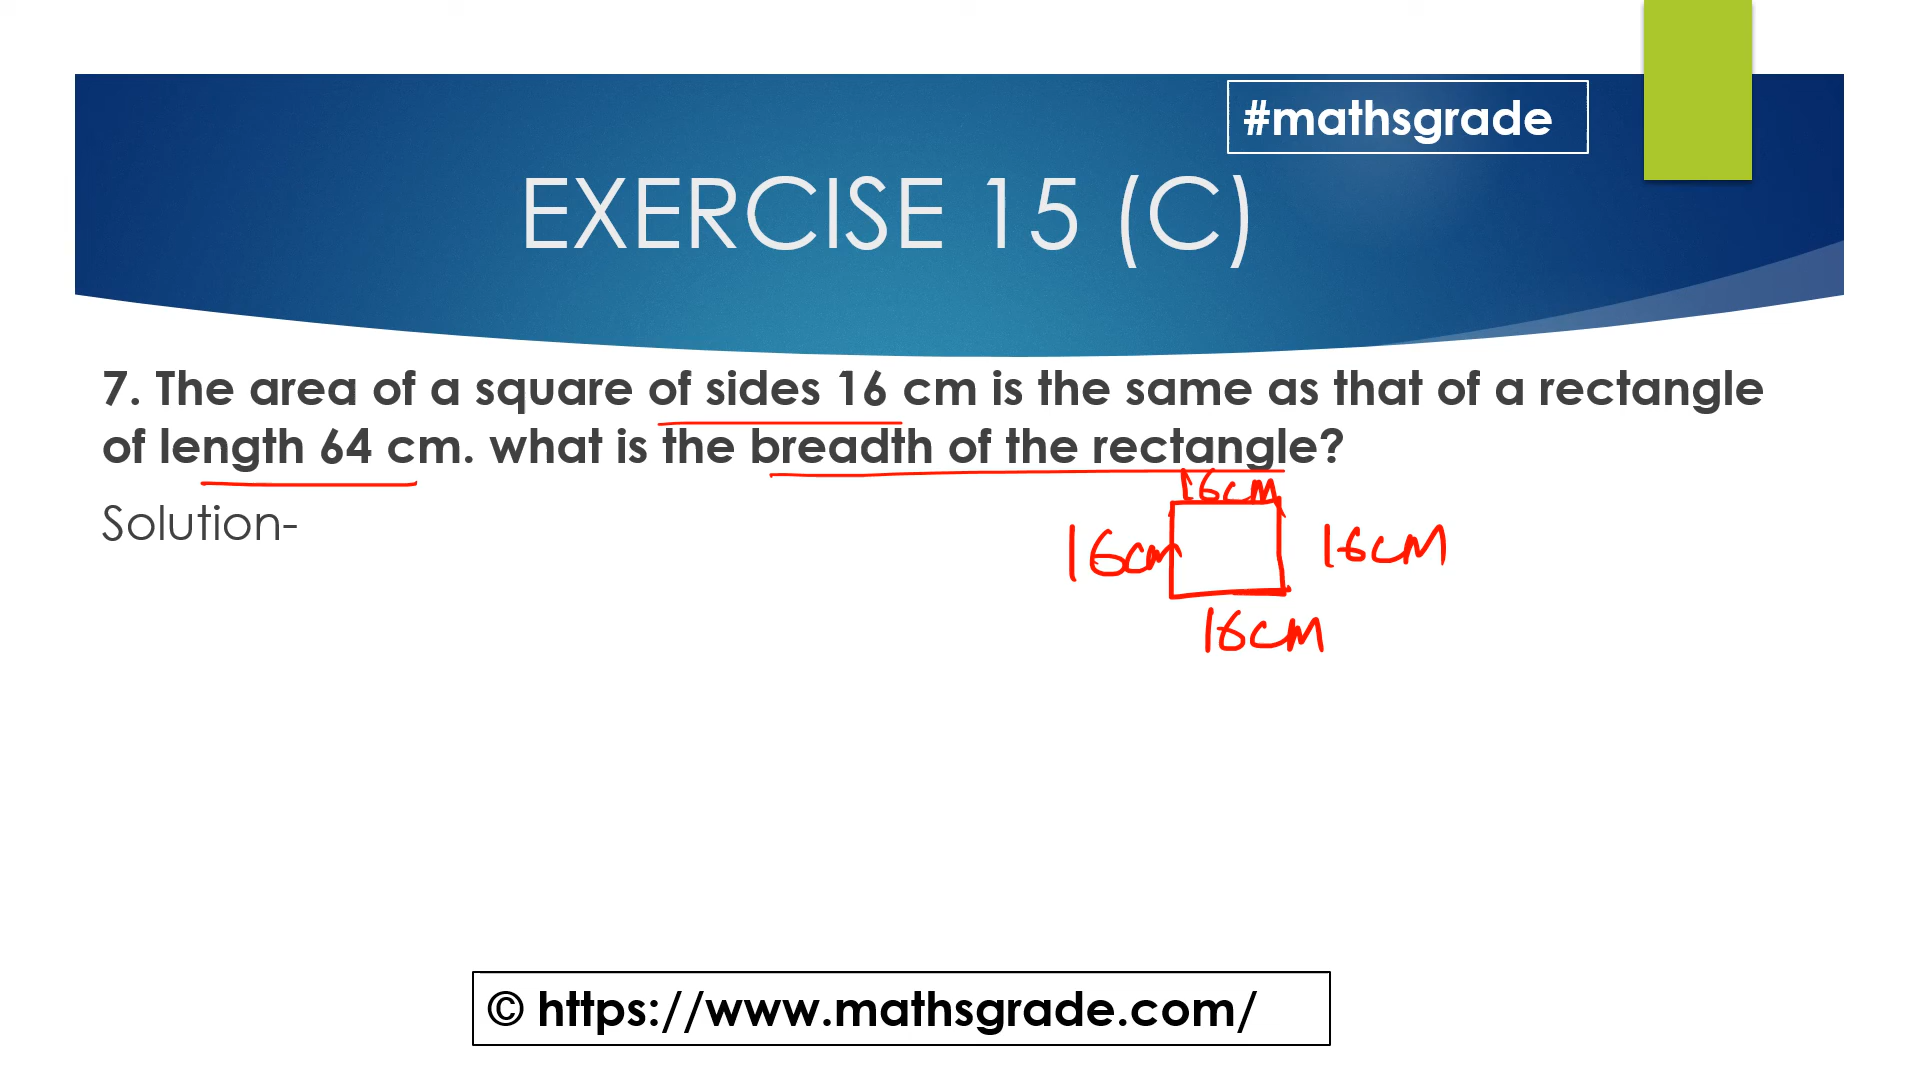 #mathsgrade
EXERCISE 15 (C)
7. The area of a square of sides 16 cm is the same as that of a rectangle
of length 64 cm. what is the breadth of the rectangle?
16cm
Solution-
16cm
16cm
16cm
© https://www.mathsgrade.com/